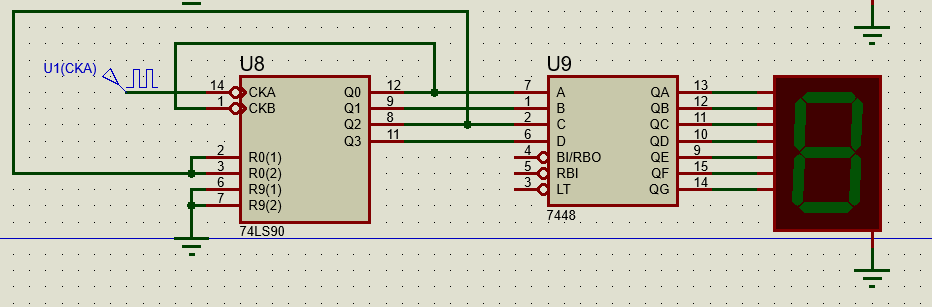 U8
U9
U1(CKA)
14 CKA Q0 12 7 A QA 13
1 CKB Q1 9 1 B QB 12
Q2 8 2 C QC 11
Q3 11 6 D QD 10
4 BI/RBO QE 9
2 R0(1) 5 RBI QF 15
3 R0(2) 3 LT QG 14
6 R9(1)
7 R9(2)
7448
74LS90